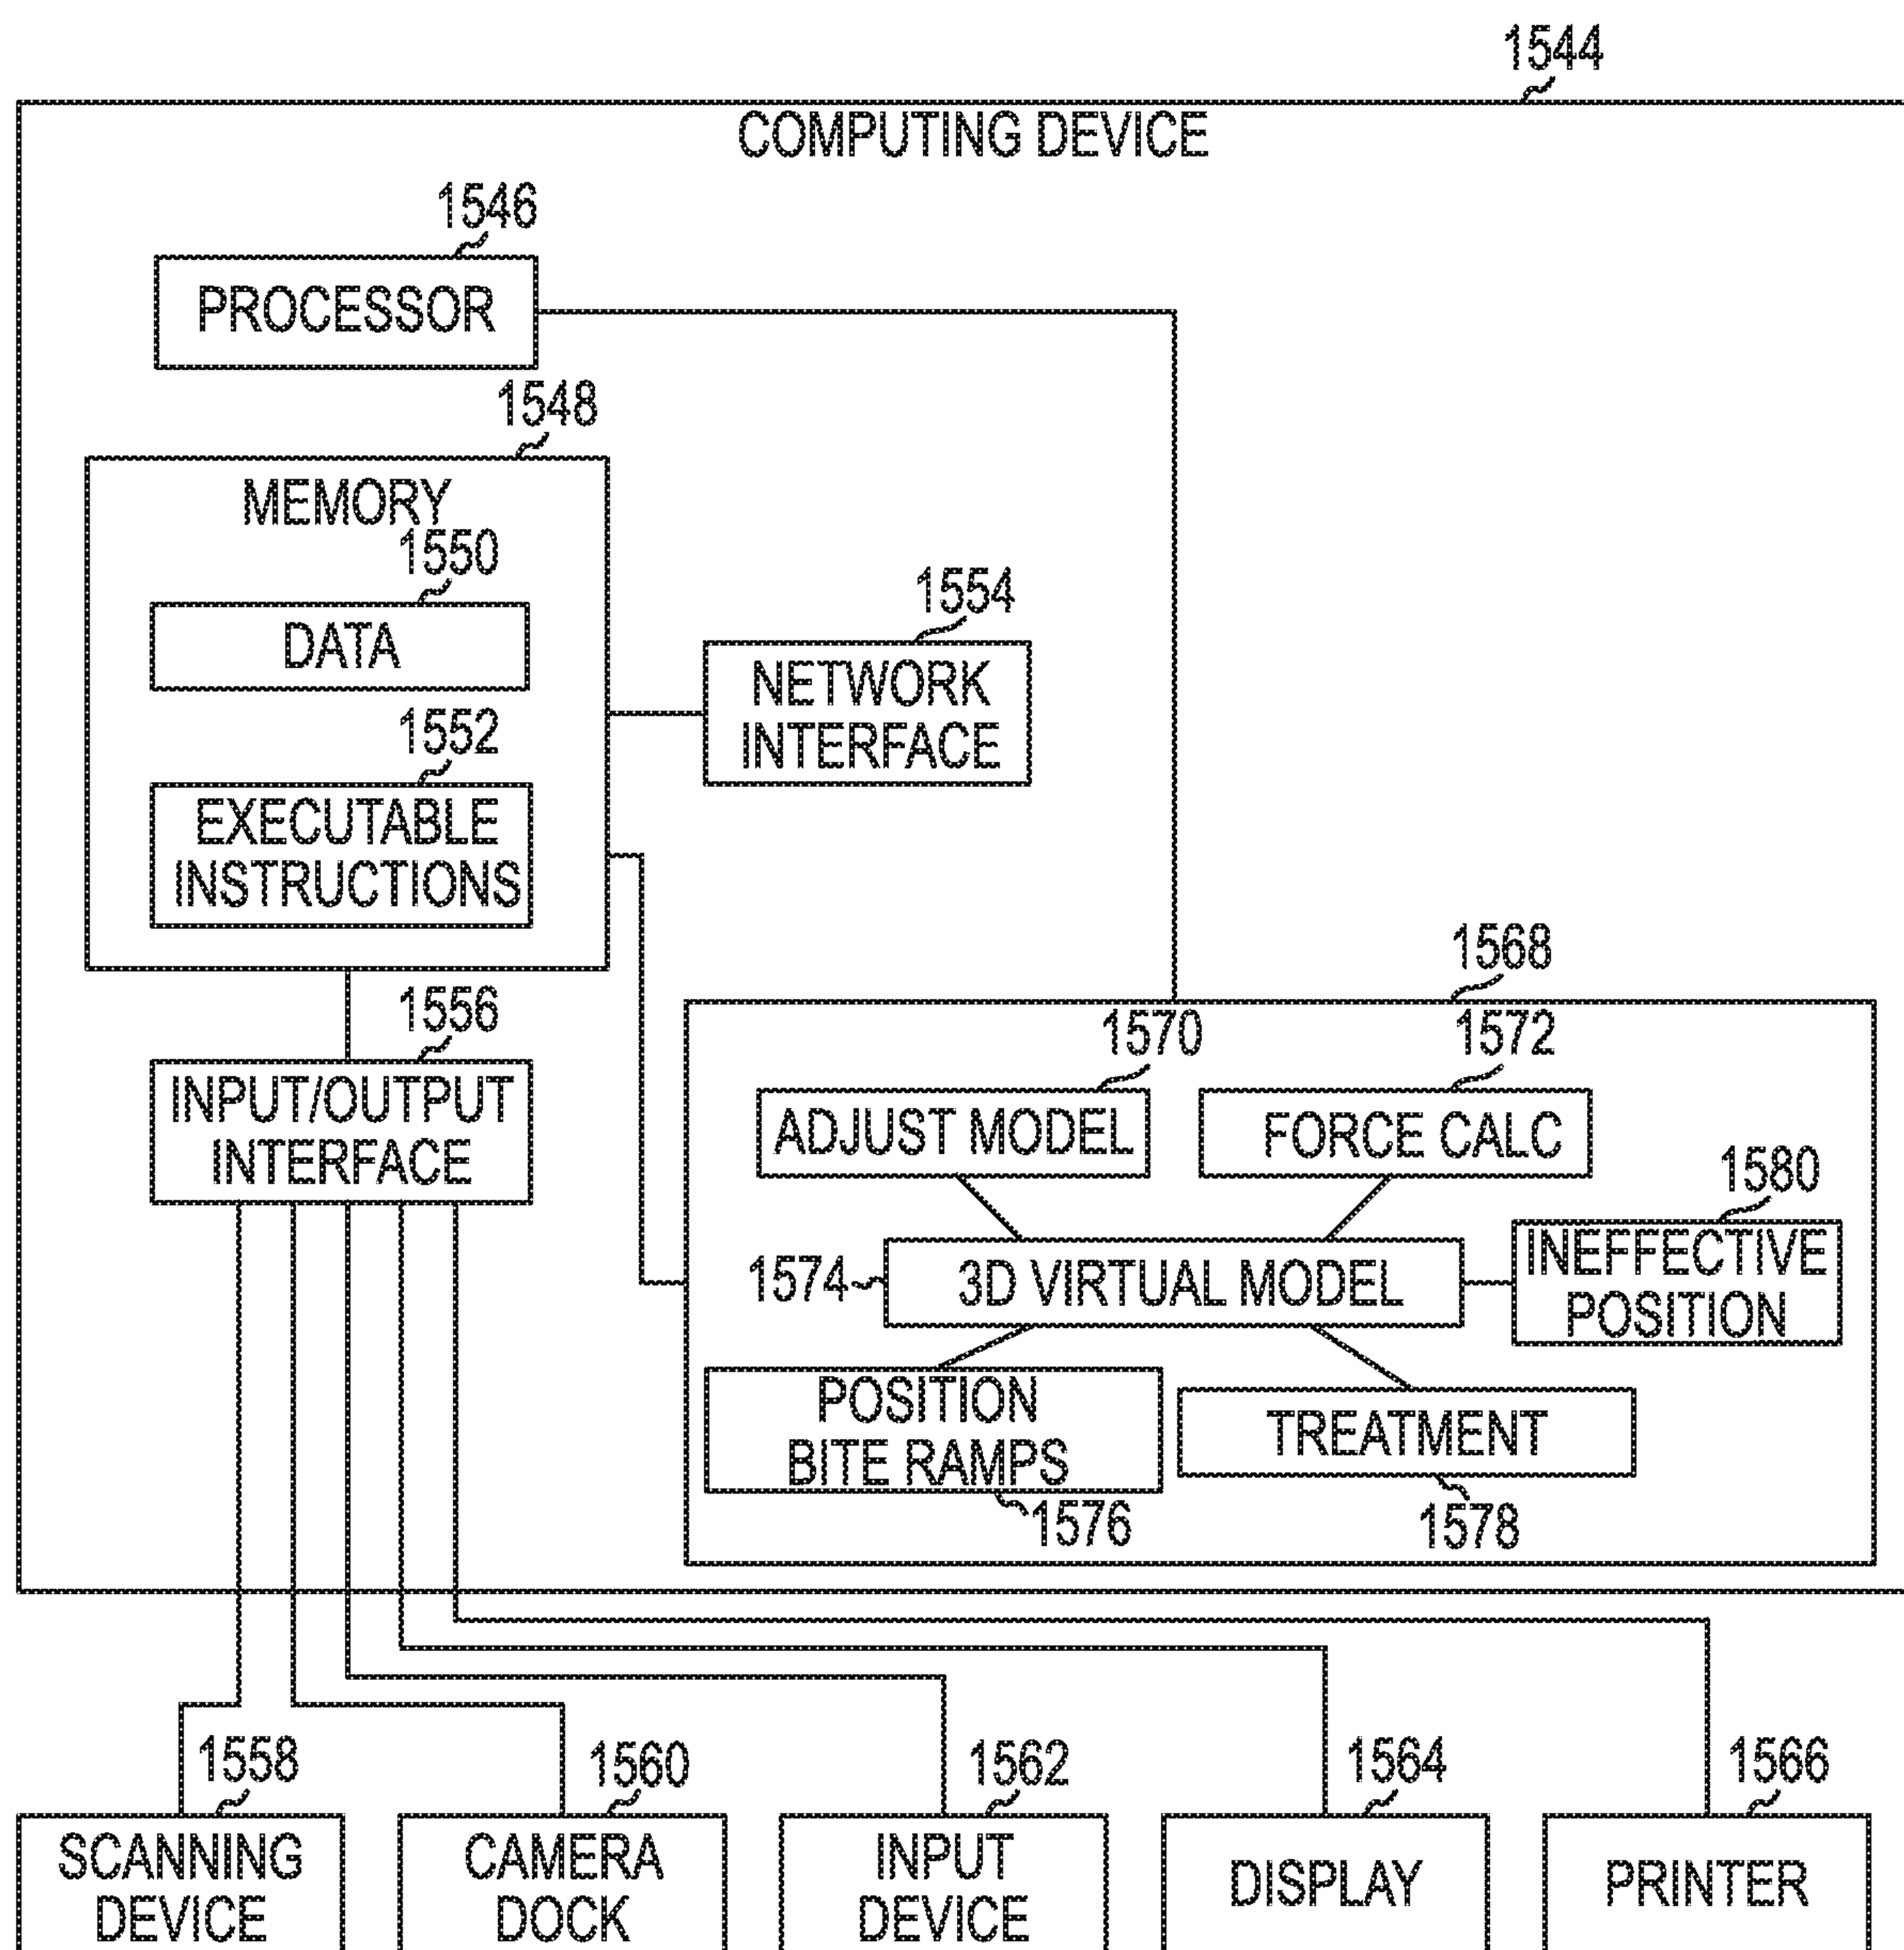 1544
COMPUTING DEVICE
1546
PROCESSOR
1548
MEMORY
1550
DATA
1552
EXECUTABLE
INSTRUCTIONS
1554
NETWORK
INTERFACE
1556
INPUT/OUTPUT
INTERFACE
1568
1570
ADJUST MODEL
1572
FORCE CALC
1574
3D VIRTUAL MODEL
1580
INEFFECTIVE
POSITION
POSITION
BITE RAMPS
1576
TREATMENT
1578
1558
SCANNING
DEVICE
1560
CAMERA
DOCK
1562
INPUT
DEVICE
1564
DISPLAY
1566
PRINTER